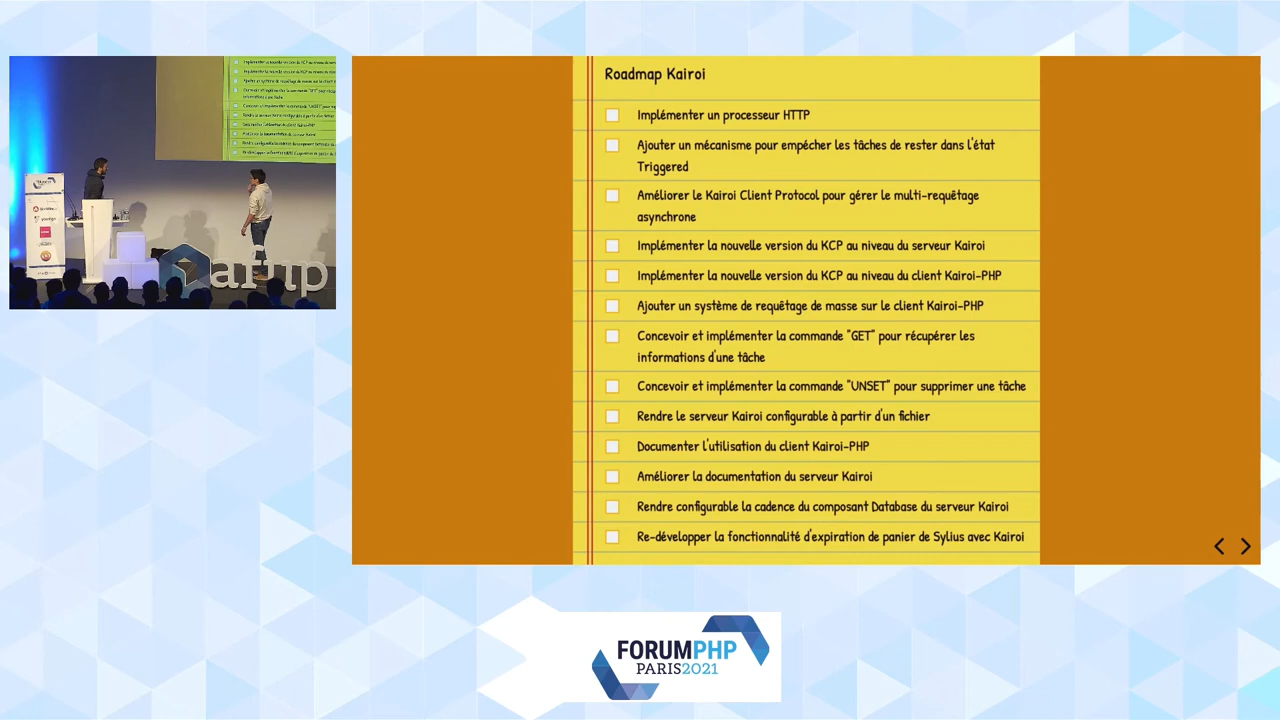 Roadmap Kairoi
Implémenter un processeur HTTP
Ajouter un mécanisme pour empécher les tâches de rester dans l'état
Triggered
Améliorer le Kairoi Client Protocol pour gérer le multi-requêtage
asynchrone
Implémenter la nouvelle version du KCP au niveau du serveur Kairoi
Implémenter la nouvelle version du KCP au niveau du client Kairoi-PHP
Ajouter un système de requêtage de masse sur le client Kairoi-PHP
Concevoir et implémenter la commande "GET" pour récupérer les
informations d'une tâche
Concevoir et implémenter la commande "UNSET" pour supprimer une tâche
Rendre le serveur Kairoi configurable à partir d'un fichier
Documenter l'utilisation du client Kairoi-PHP
Améliorer la documentation du serveur Kairoi
Rendre configurable la cadence du composant Database du serveur Kairoi
Re-développer la fonctionnalité d'expiration de panier de Sylius avec Kairoi
afup
FORUMPHP
PARIS2021